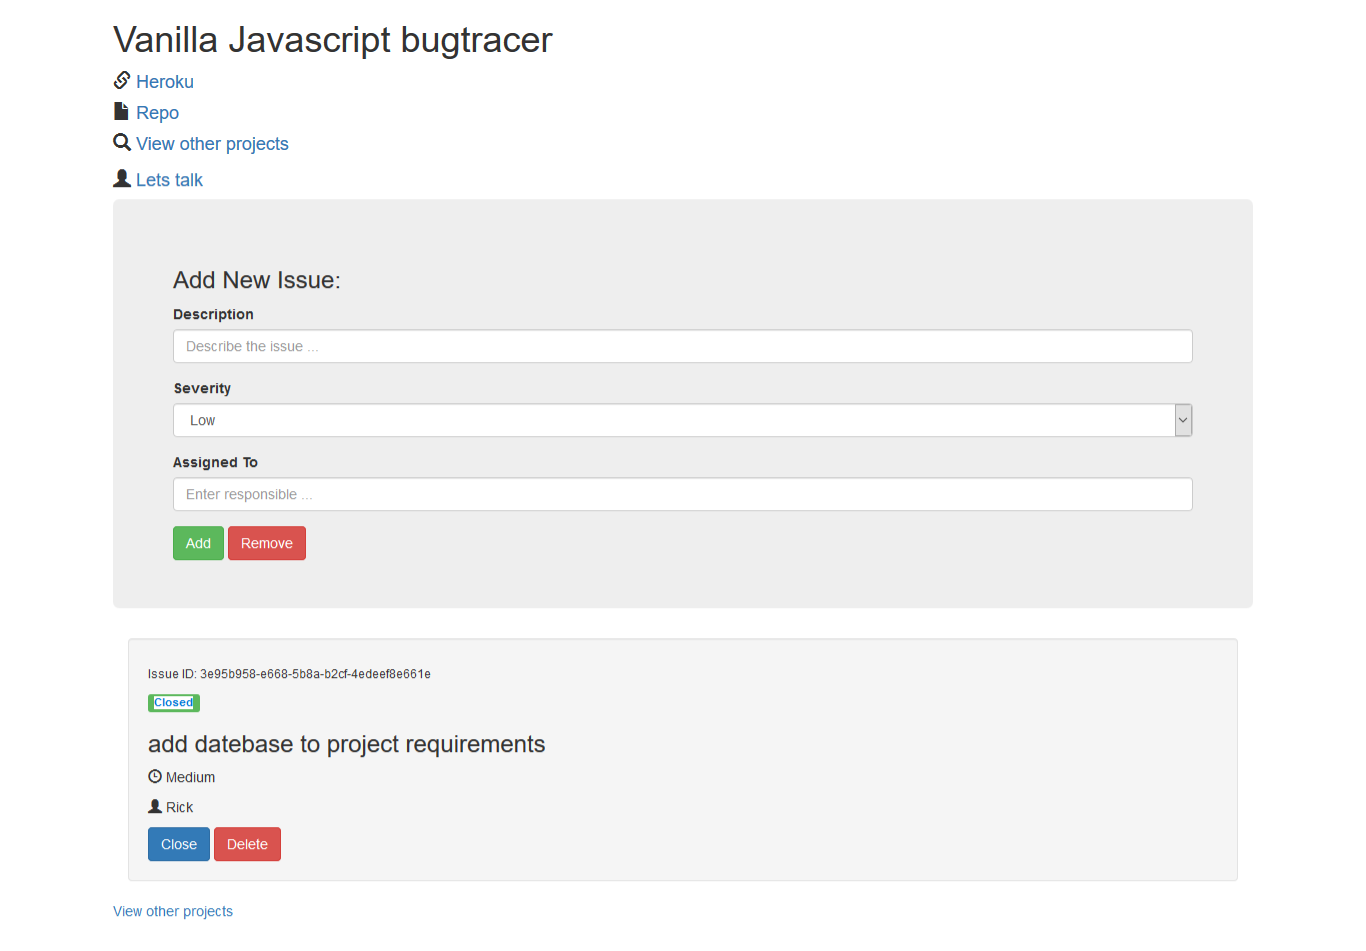 Vanilla Javascript bugtracer
Heroku
Repo
View other projects
Lets talk
Add New Issue:
Description
Describe the issue ...
Severity
Low
Assigned To
Enter responsible ...
Add Remove
Issue ID: 3e95b958-e668-5b8a-b2cf-4edeef8e661e
Closed
add datebase to project requirements
Medium
Rick
Close Delete
View other projects